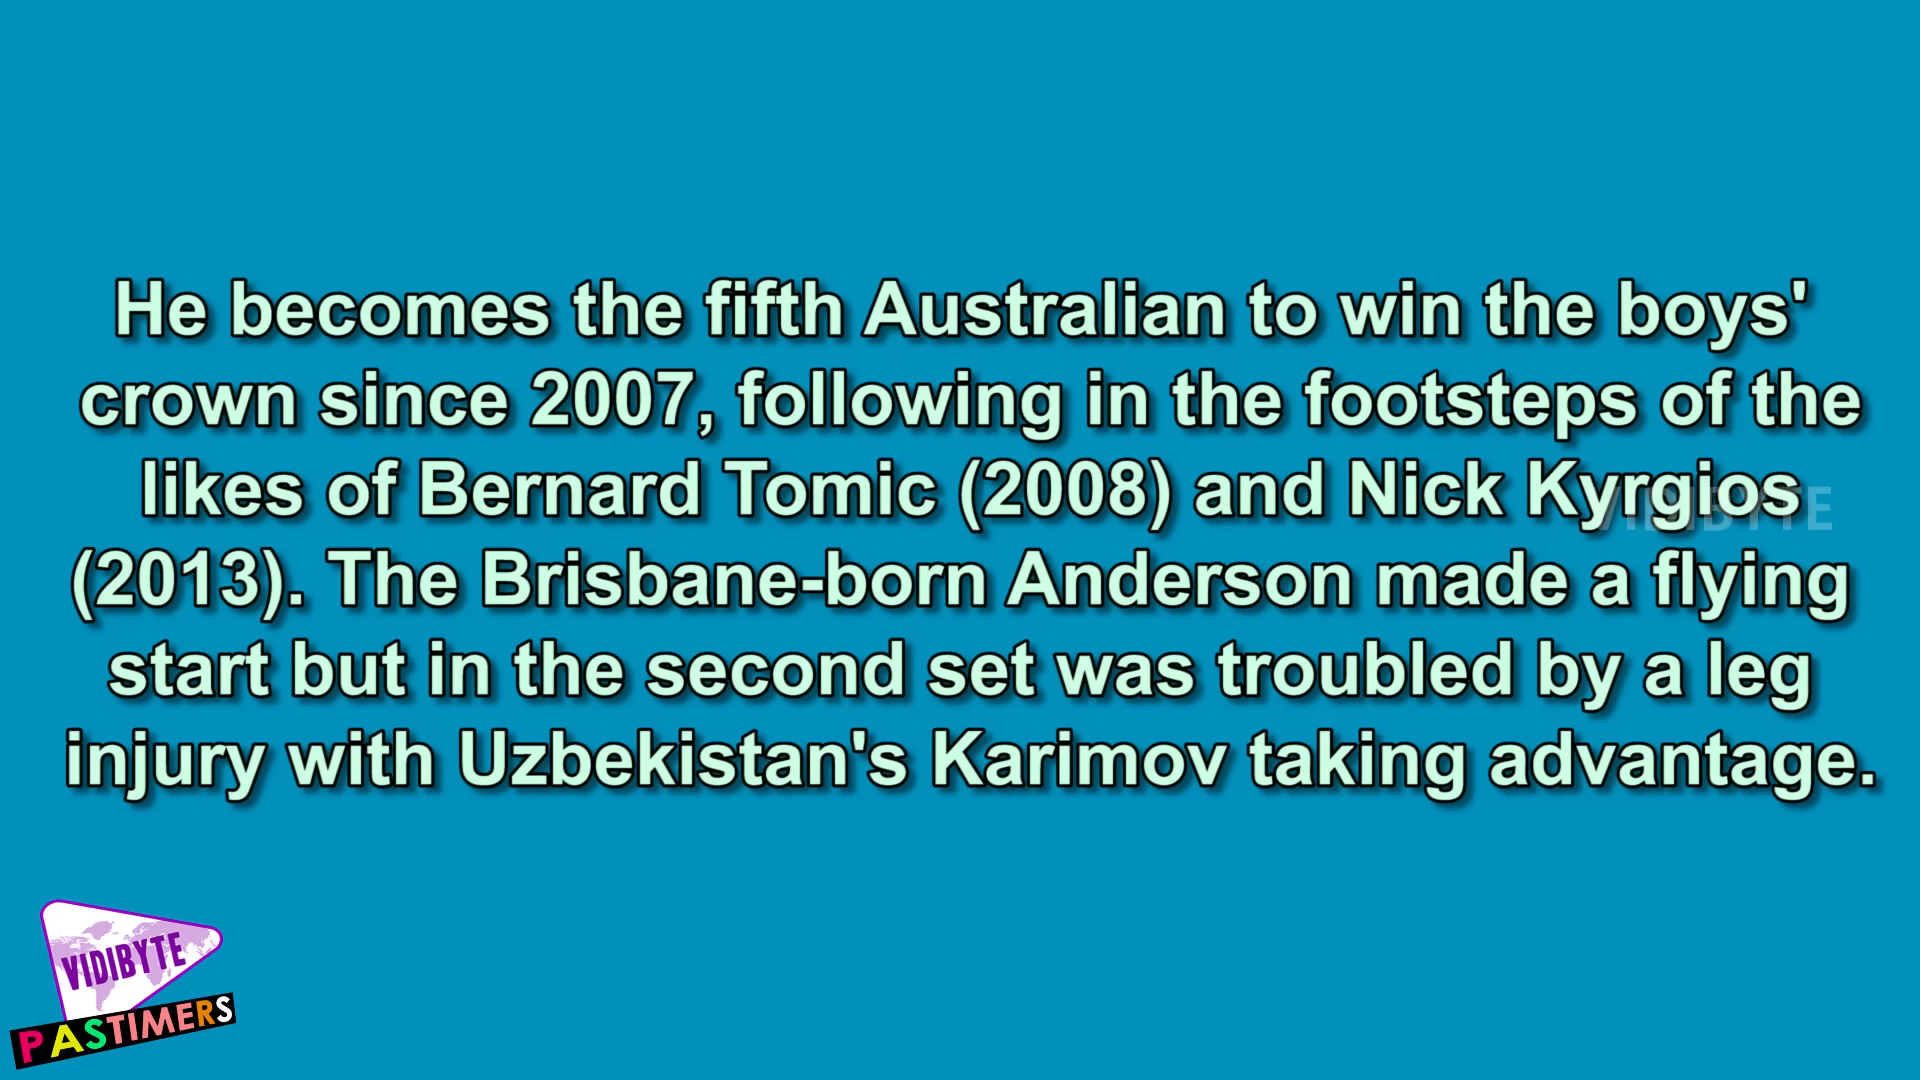 He becomes the fifth Australian to win the boys'
crown since 2007, following in the footsteps of the
likes of Bernard Tomic (2008) and Nick Kyrgios
(2013). The Brisbane-born Anderson made a flying
start but in the second set was troubled by a leg
injury with Uzbekistan's Karimov taking advantage.
VIDIBYTE
VIDIBYTE
PASTIMERS